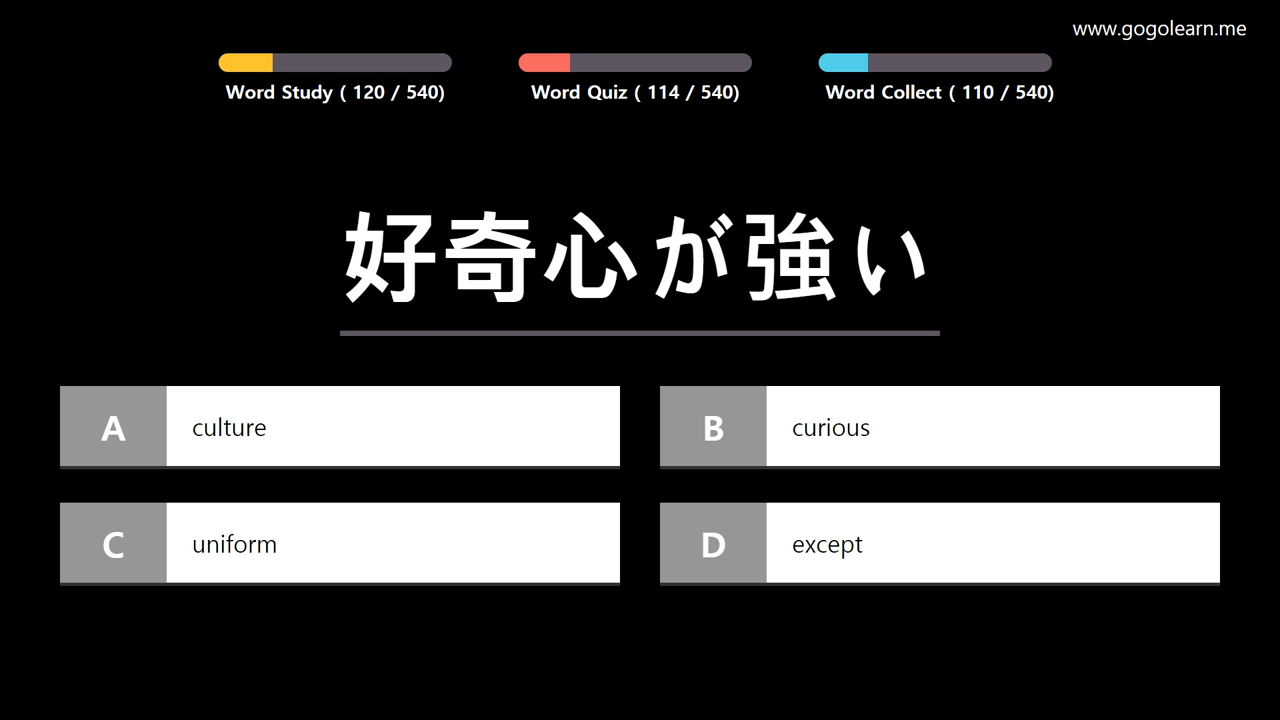 www.gogolearn.me
Word Study ( 120 / 540)
Word Quiz ( 114 / 540)
Word Collect ( 110 / 540)
好奇心が強い
A culture
B curious
C uniform
D except